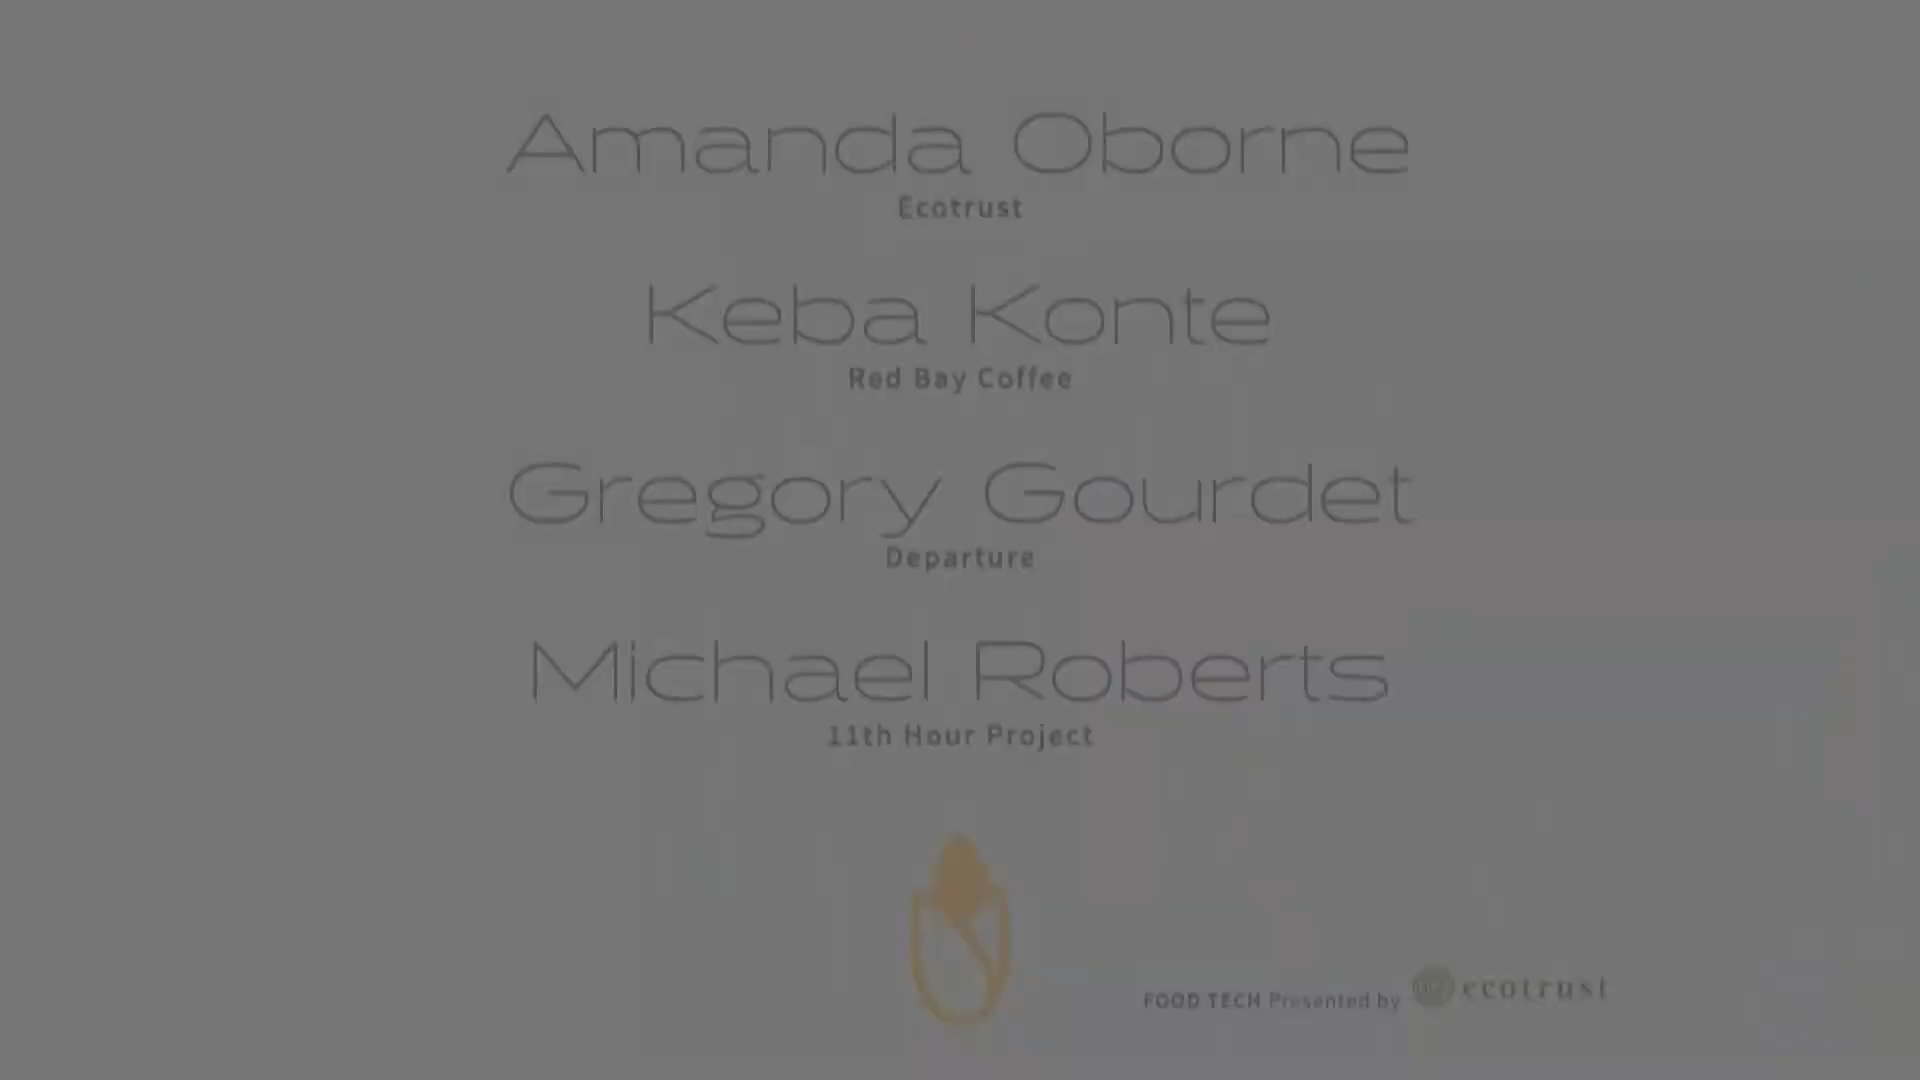 Amanda Oborne
Ecotrust
Keba Konte
Red Bay Coffee
Gregory Gourdet
Departure
Michael Roberts
11th Hour Project
FOOD TECH Presented by ecotrust